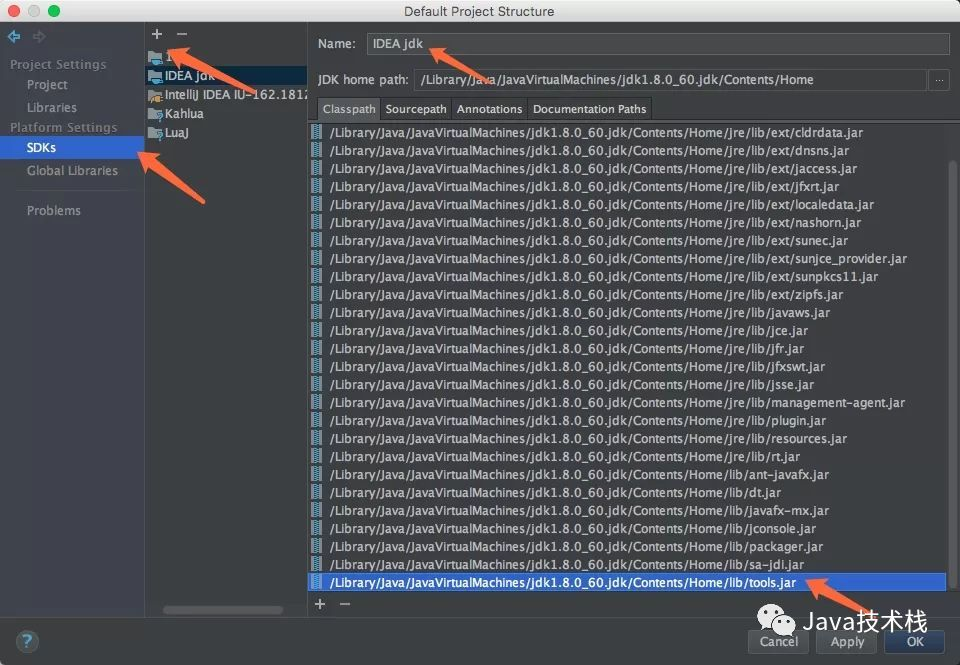 Default Project Structure
Project Settings
Project
Libraries
Platform Settings
SDKs
Global Libraries
Problems
IDEA jdk
IntelliJ IDEA IU-162.1812
Kahlua
LuaJ
Name: IDEA jdk
JDK home path: /Library/Java/JavaVirtualMachines/jdk1.8.0_60.jdk/Contents/Home
Classpath Sourcepath Annotations Documentation Paths
/Library/Java/JavaVirtualMachines/jdk1.8.0_60.jdk/Contents/Home/jre/lib/ext/cldrdata.jar
/Library/Java/JavaVirtualMachines/jdk1.8.0_60.jdk/Contents/Home/jre/lib/ext/dnsns.jar
/Library/Java/JavaVirtualMachines/jdk1.8.0_60.jdk/Contents/Home/jre/lib/ext/jaccess.jar
/Library/Java/JavaVirtualMachines/jdk1.8.0_60.jdk/Contents/Home/jre/lib/ext/jfxrt.jar
/Library/Java/JavaVirtualMachines/jdk1.8.0_60.jdk/Contents/Home/jre/lib/ext/localedata.jar
/Library/Java/JavaVirtualMachines/jdk1.8.0_60.jdk/Contents/Home/jre/lib/ext/nashorn.jar
/Library/Java/JavaVirtualMachines/jdk1.8.0_60.jdk/Contents/Home/jre/lib/ext/sunec.jar
/Library/Java/JavaVirtualMachines/jdk1.8.0_60.jdk/Contents/Home/jre/lib/ext/sunjce_provider.jar
/Library/Java/JavaVirtualMachines/jdk1.8.0_60.jdk/Contents/Home/jre/lib/ext/sunpkcs11.jar
/Library/Java/JavaVirtualMachines/jdk1.8.0_60.jdk/Contents/Home/jre/lib/ext/zipfs.jar
/Library/Java/JavaVirtualMachines/jdk1.8.0_60.jdk/Contents/Home/jre/lib/javaws.jar
/Library/Java/JavaVirtualMachines/jdk1.8.0_60.jdk/Contents/Home/jre/lib/jce.jar
/Library/Java/JavaVirtualMachines/jdk1.8.0_60.jdk/Contents/Home/jre/lib/jfr.jar
/Library/Java/JavaVirtualMachines/jdk1.8.0_60.jdk/Contents/Home/jre/lib/jfxswt.jar
/Library/Java/JavaVirtualMachines/jdk1.8.0_60.jdk/Contents/Home/jre/lib/jsse.jar
/Library/Java/JavaVirtualMachines/jdk1.8.0_60.jdk/Contents/Home/jre/lib/management-agent.jar
/Library/Java/JavaVirtualMachines/jdk1.8.0_60.jdk/Contents/Home/jre/lib/plugin.jar
/Library/Java/JavaVirtualMachines/jdk1.8.0_60.jdk/Contents/Home/jre/lib/resources.jar
/Library/Java/JavaVirtualMachines/jdk1.8.0_60.jdk/Contents/Home/jre/lib/rt.jar
/Library/Java/JavaVirtualMachines/jdk1.8.0_60.jdk/Contents/Home/lib/ant-javafx.jar
/Library/Java/JavaVirtualMachines/jdk1.8.0_60.jdk/Contents/Home/lib/dt.jar
/Library/Java/JavaVirtualMachines/jdk1.8.0_60.jdk/Contents/Home/lib/javafx-mx.jar
/Library/Java/JavaVirtualMachines/jdk1.8.0_60.jdk/Contents/Home/lib/jconsole.jar
/Library/Java/JavaVirtualMachines/jdk1.8.0_60.jdk/Contents/Home/lib/packager.jar
/Library/Java/JavaVirtualMachines/jdk1.8.0_60.jdk/Contents/Home/lib/sa-jdi.jar
/Library/Java/JavaVirtualMachines/jdk1.8.0_60.jdk/Contents/Home/lib/tools.jar
Java技术栈
Cancel Apply OK